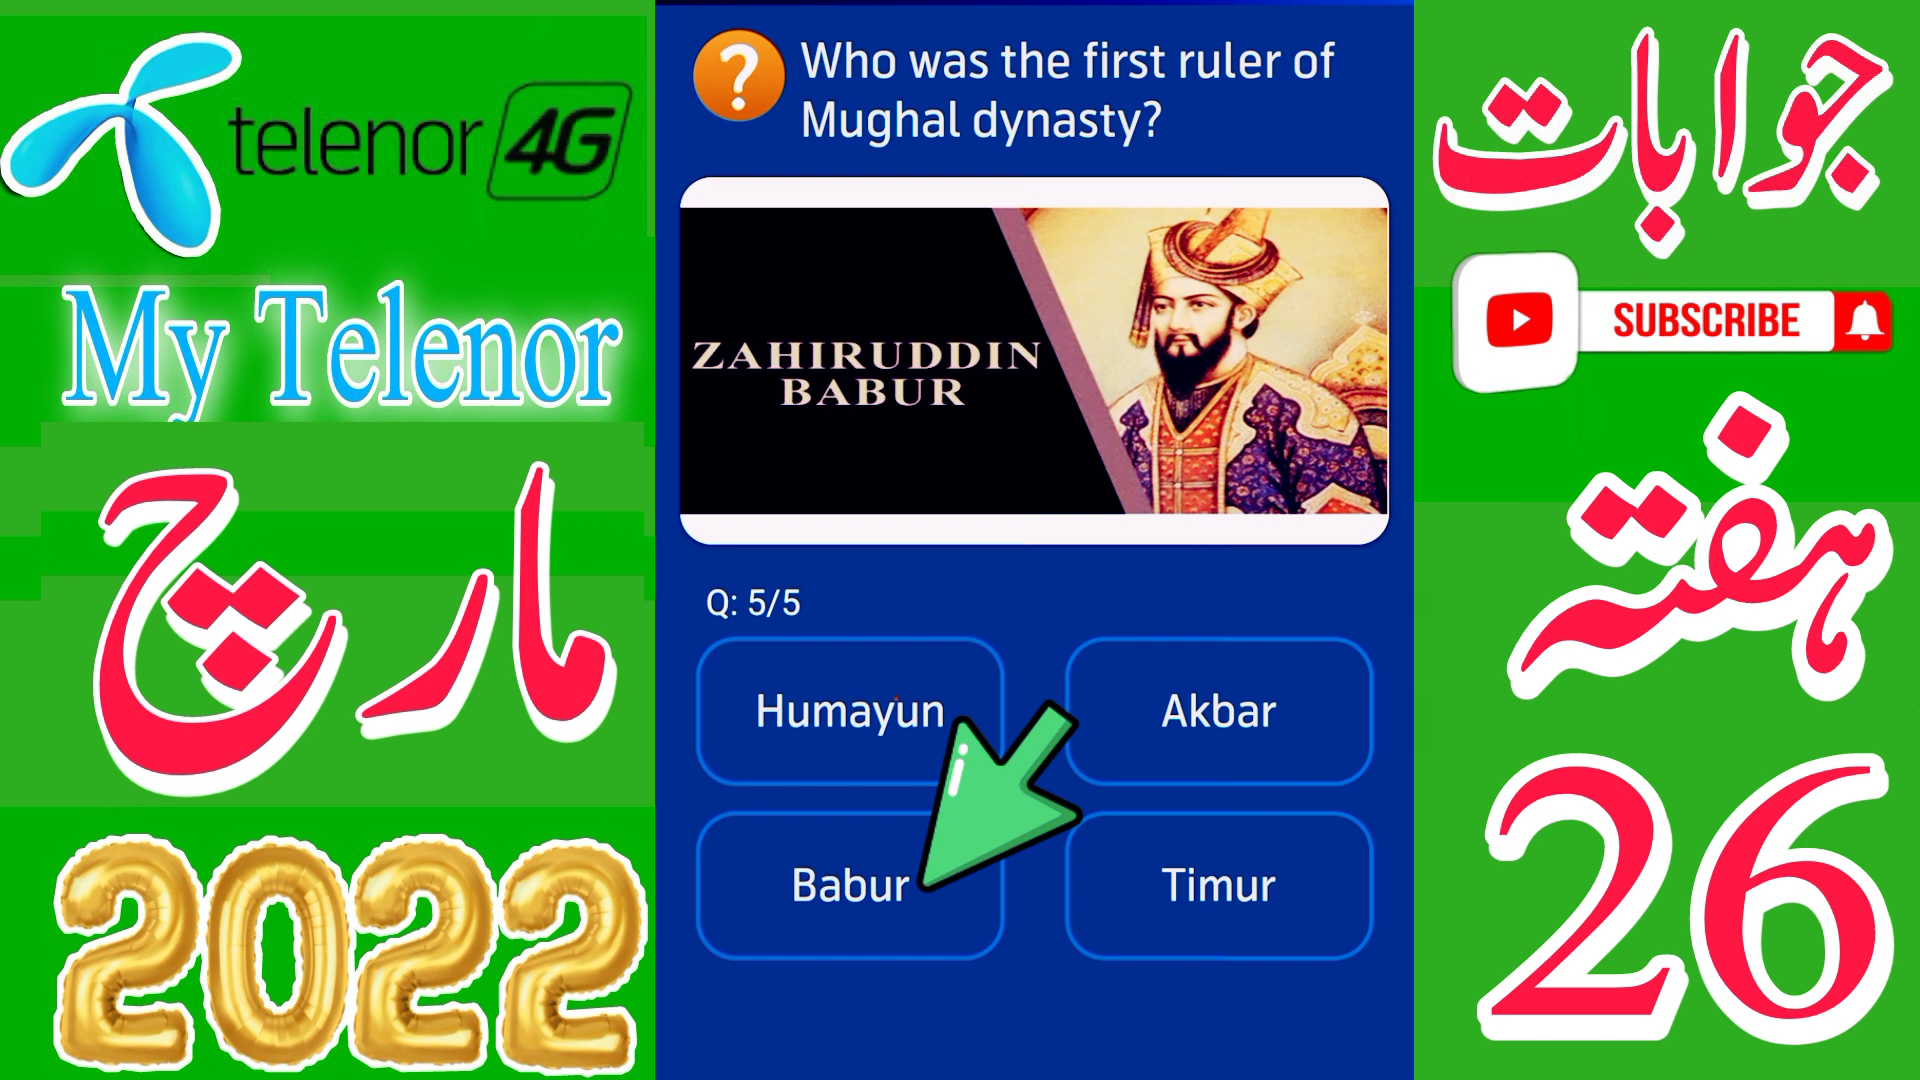 telenor 4G
My Telenor
مارچ
2022
? Who was the first ruler of
Mughal dynasty?
ZAHIRUDDIN
BABUR
Q: 5/5
Humayun
Akbar
Babur
Timur
جوابات
SUBSCRIBE
ہفتہ
26